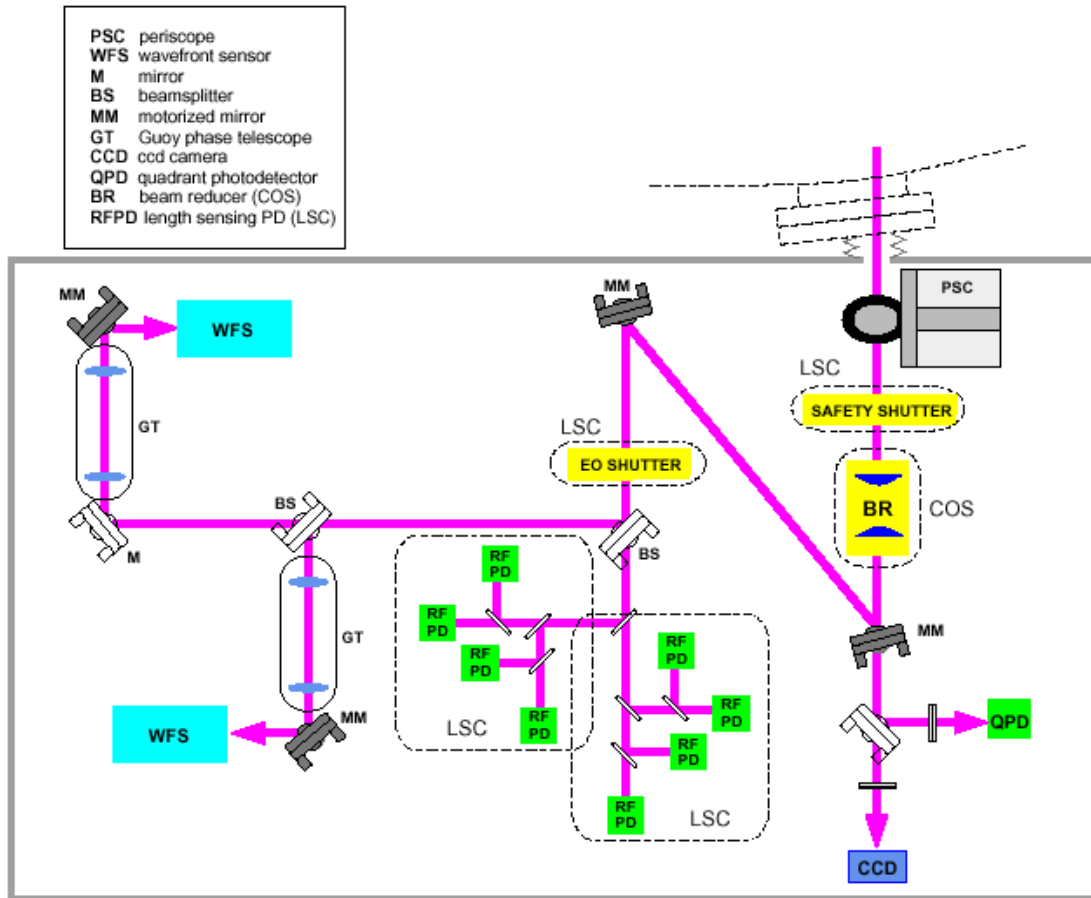 PSC periscope
WFS wavefront sensor
M mirror
BS beamsplitter
MM motorized mirror
GT Guoy phase telescope
CCD ccd camera
QPD quadrant photodetector
BR beam reducer (COS)
RFPD length sensing PD (LSC)
MM
WFS
GT
M
BS
GT
MM
WFS
MM
LSC
EO SHUTTER
BS
RF
PD
RF
PD
RF
PD
RF
PD
LSC
RF
PD
RF
PD
RF
PD
RF
PD
LSC
PSC
LSC
SAFETY SHUTTER
BR
COS
MM
QPD
CCD